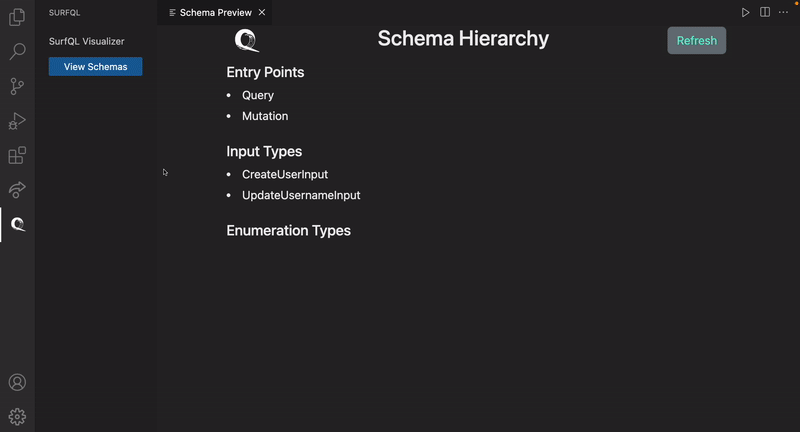 SURFQL
Schema Preview
SurfQL Visualizer
View Schemas
Schema Hierarchy
Refresh
Entry Points
Query
Mutation
Input Types
CreateUserInput
UpdateUsernameInput
Enumeration Types